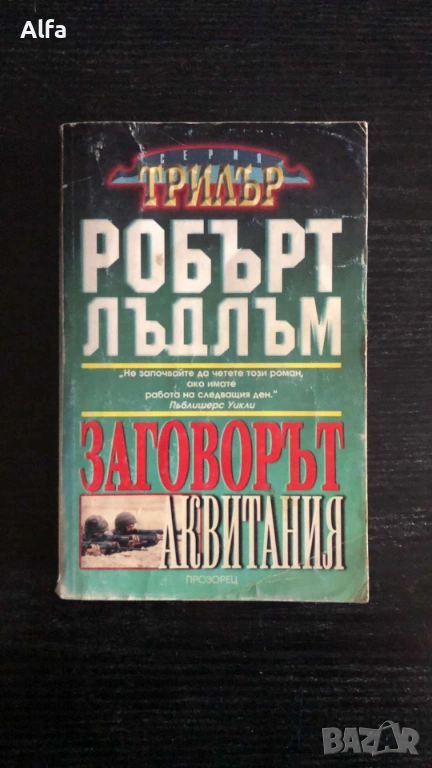 Alfa
СЕРИЯ
ТРИЛЪР
РОБЪРТ
ЛЪДЛЪМ
„Не започвайте да четете този роман,
ако имате
работа на следващия ден.“
Пъблишерс Уикли
ЗАГОВОРЪТ
АКВИТАНИЯ
ПРОЗОРЕЦ
BAZAR